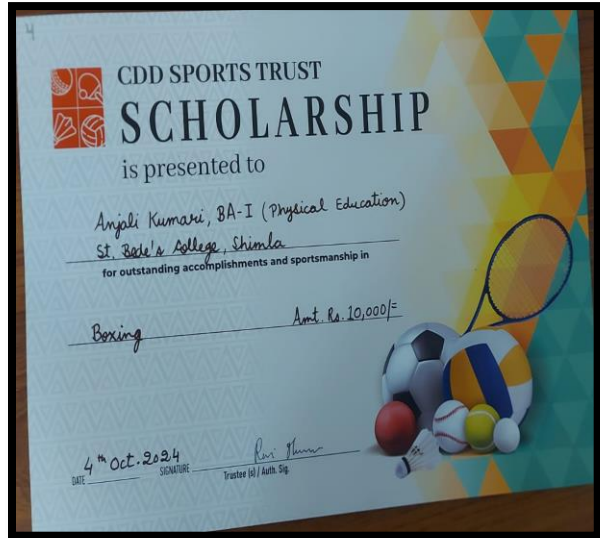 4
CDD SPORTS TRUST
SCHOLARSHIP
is presented to
Anjali Kumari, BA-I (Physical Education)
St. Bede's College, Shimla
for outstanding accomplishments and sportsmanship in
Boxing Amt. Rs. 10,000/=
DATE 4th Oct. 2024 SIGNATURE
Trustee (s) / Auth. Sig.